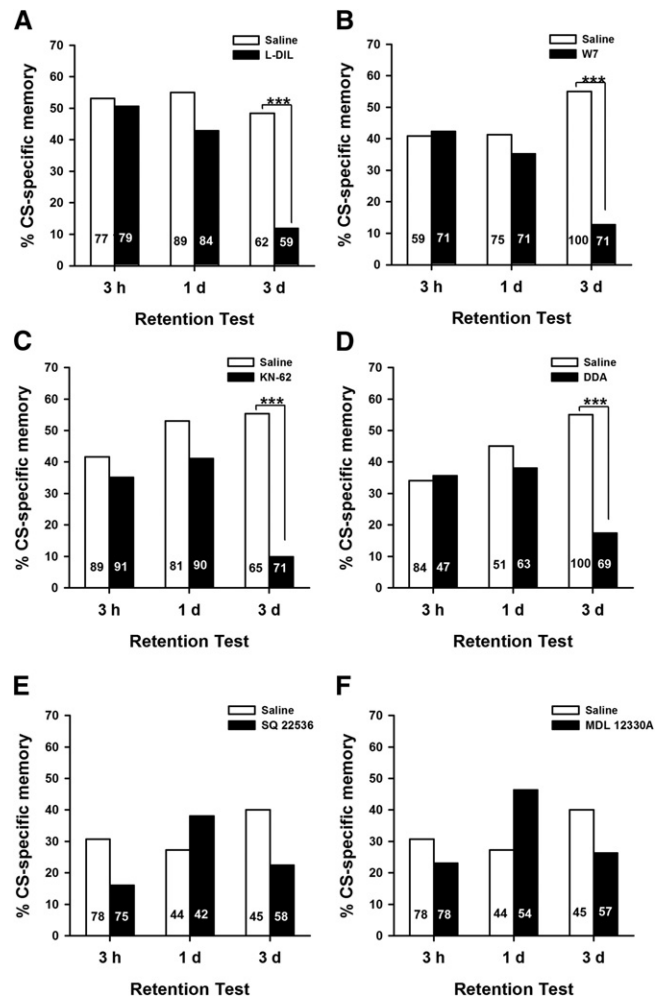 A
Saline
L-DIL
% CS-specific memory
70
60
50
40
30
20
10
0
***
77 79 89 84 62 59
3 h 1 d 3 d
Retention Test
B
Saline
W7
% CS-specific memory
70
60
50
40
30
20
10
0
***
59 71 75 71 100 71
3 h 1 d 3 d
Retention Test
C
Saline
KN-62
% CS-specific memory
70
60
50
40
30
20
10
0
***
89 91 81 90 65 71
3 h 1 d 3 d
Retention Test
D
Saline
DDA
% CS-specific memory
70
60
50
40
30
20
10
0
***
84 47 51 63 100 69
3 h 1 d 3 d
Retention Test
E
Saline
SQ 22536
% CS-specific memory
70
60
50
40
30
20
10
0
78 75 44 42 45 58
3 h 1 d 3 d
Retention Test
F
Saline
MDL 12330A
% CS-specific memory
70
60
50
40
30
20
10
0
78 78 44 54 45 57
3 h 1 d 3 d
Retention Test